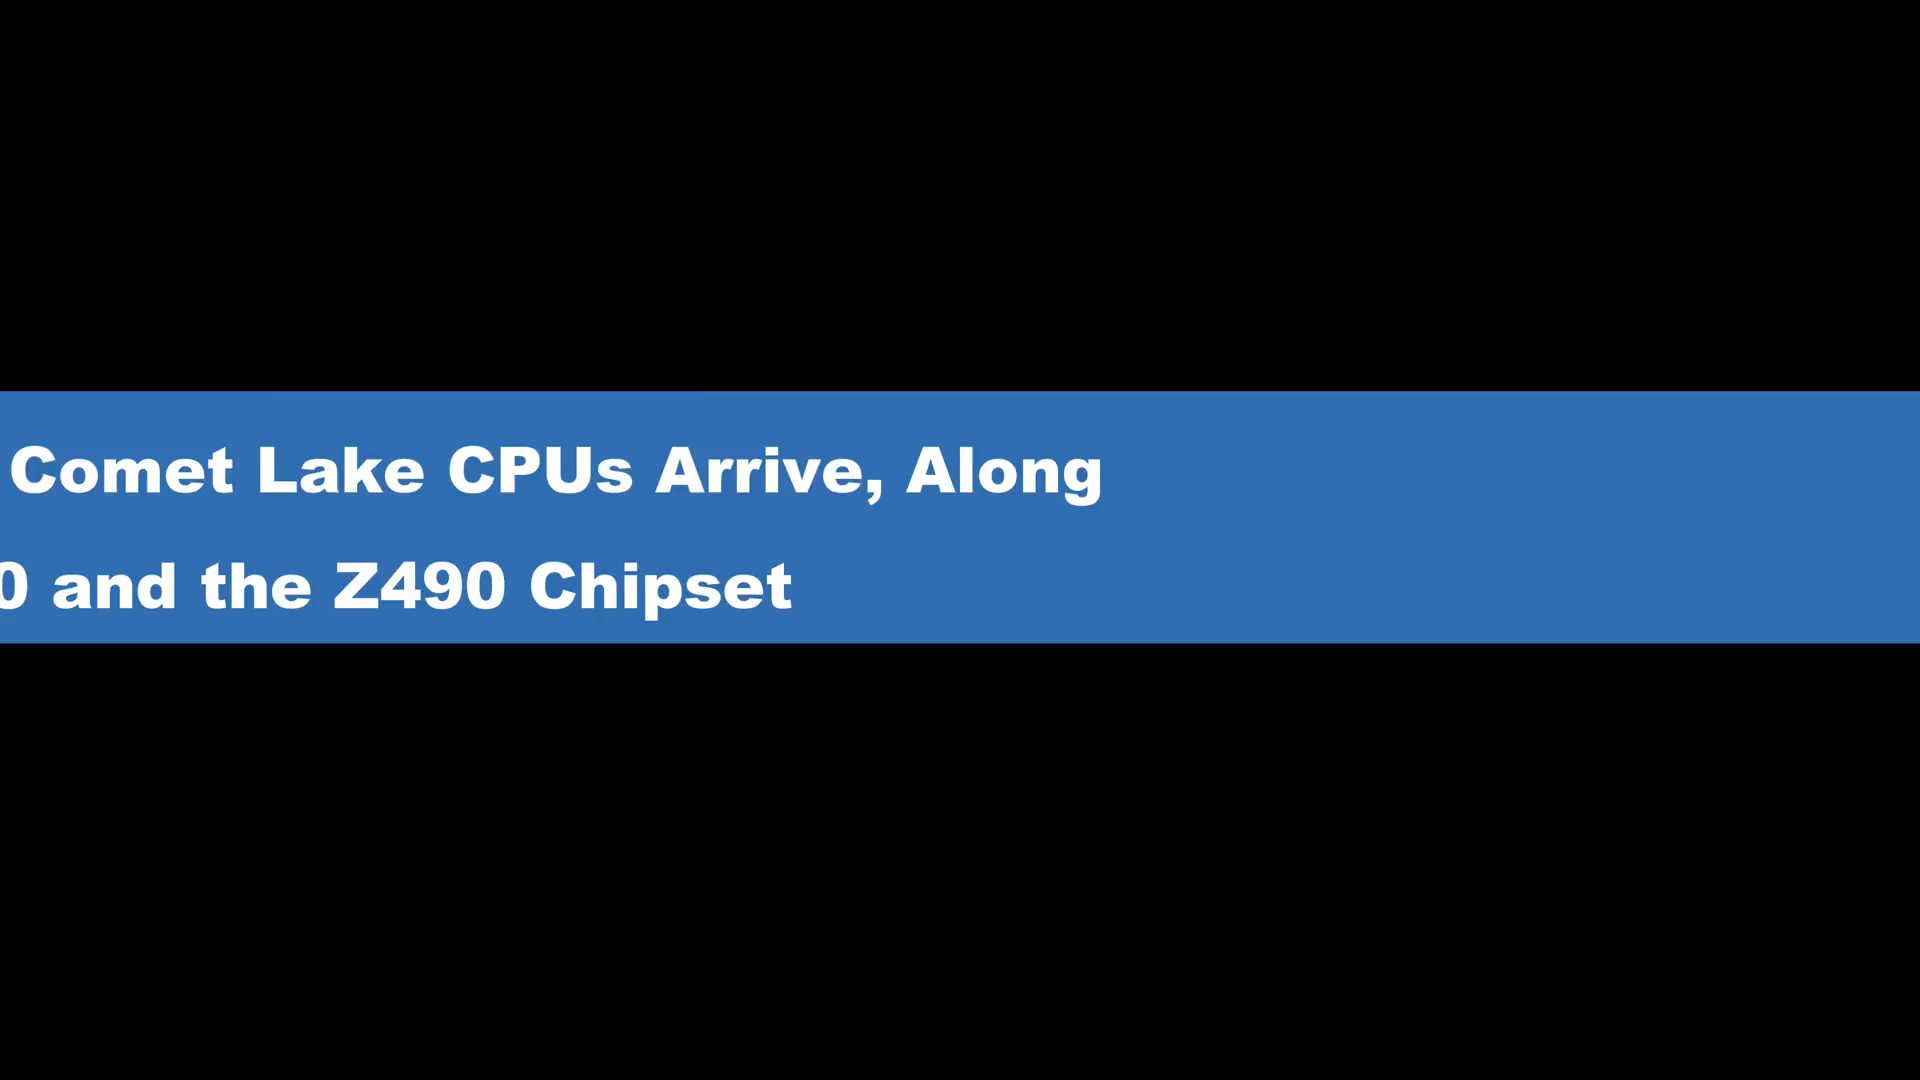 Comet Lake CPUs Arrive, Along
0 and the Z490 Chipset